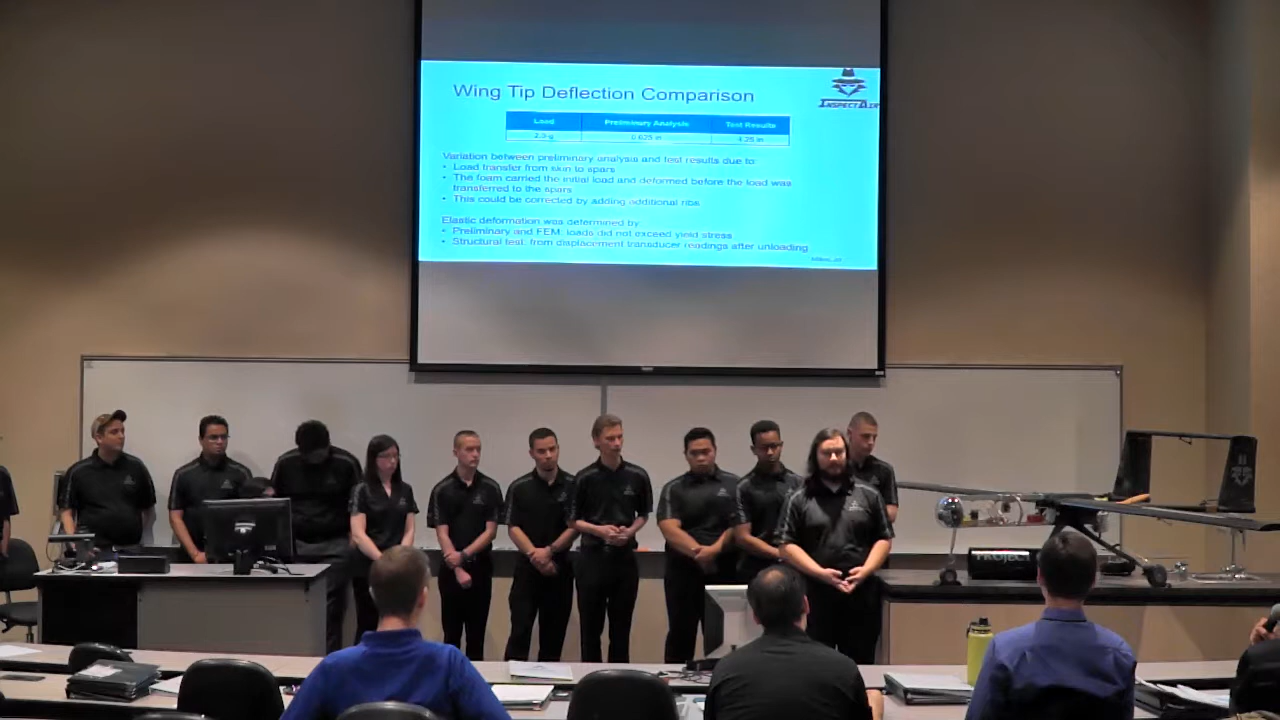 Wing Tip Deflection Comparison
INSPECTAIR
Load Preliminary Analysis Test Results
2.5-g 0.625 in 4.25 in
Variation between preliminary analysis and test results due to:
• Load transfer from skin to spars
• The foam carried the initial load and deformed before the load was
transferred to the spars
• This could be corrected by adding additional ribs
Elastic deformation was determined by
• Preliminary and FEM: loads did not exceed yield stress
• Structural test: from displacement transducer readings after unloading
PROJECT